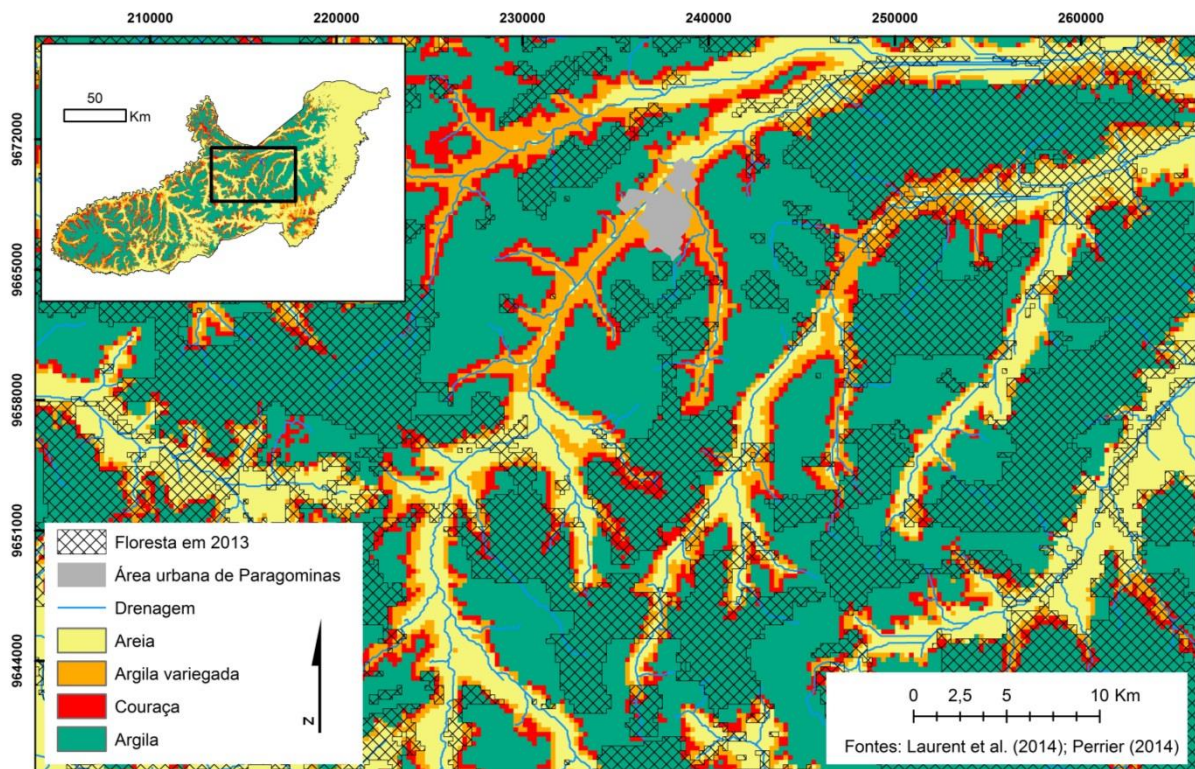 210000
220000
230000
240000
250000
260000
50
Km
9672000
9665000
9658000
9651000
9644000
Floresta em 2013
Área urbana de Paragominas
Drenagem
Areia
Argila variegada
Couraça
Argila
N
0 2,5 5 10 Km
Fontes: Laurent et al. (2014); Perrier (2014)